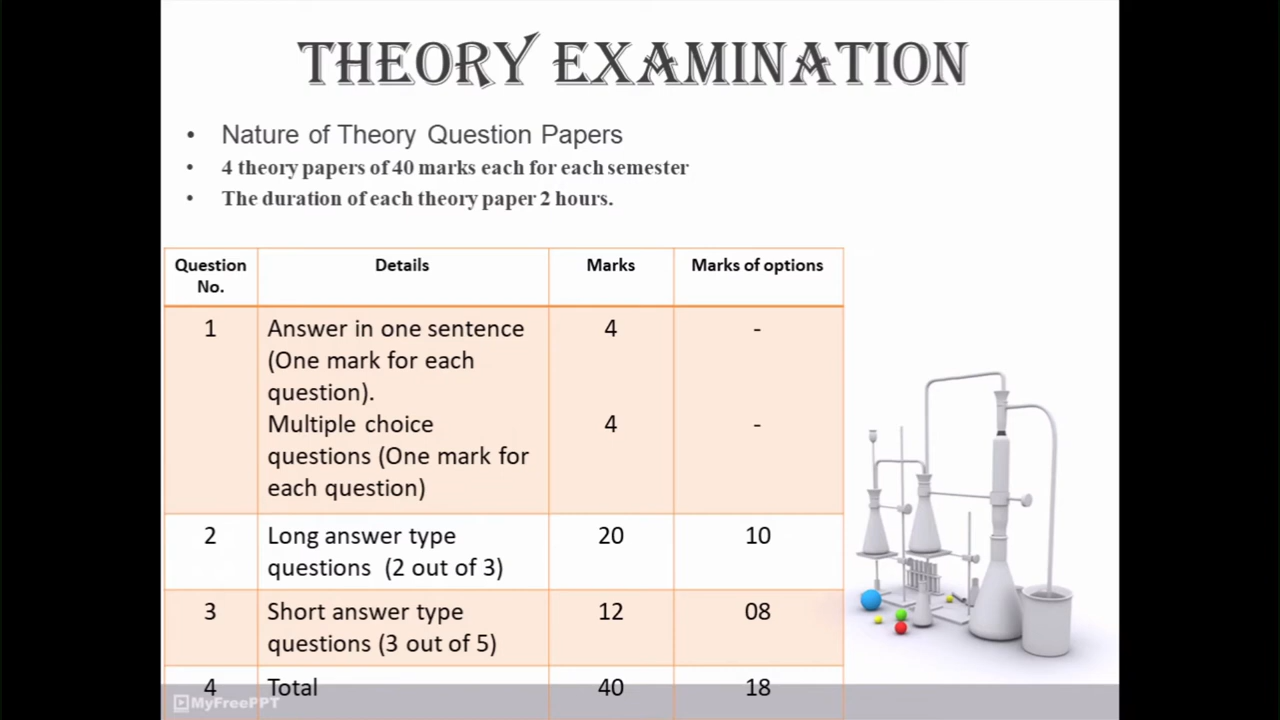 THEORY EXAMINATION
• Nature of Theory Question Papers
• 4 theory papers of 40 marks each for each semester
• The duration of each theory paper 2 hours.
Question No. Details Marks Marks of options
1 Answer in one sentence 4 -
(One mark for each
question).
Multiple choice 4 -
questions (One mark for
each question)
2 Long answer type 20 10
questions (2 out of 3)
3 Short answer type 12 08
questions (3 out of 5)
4 Total 40 18
MyFreePPT